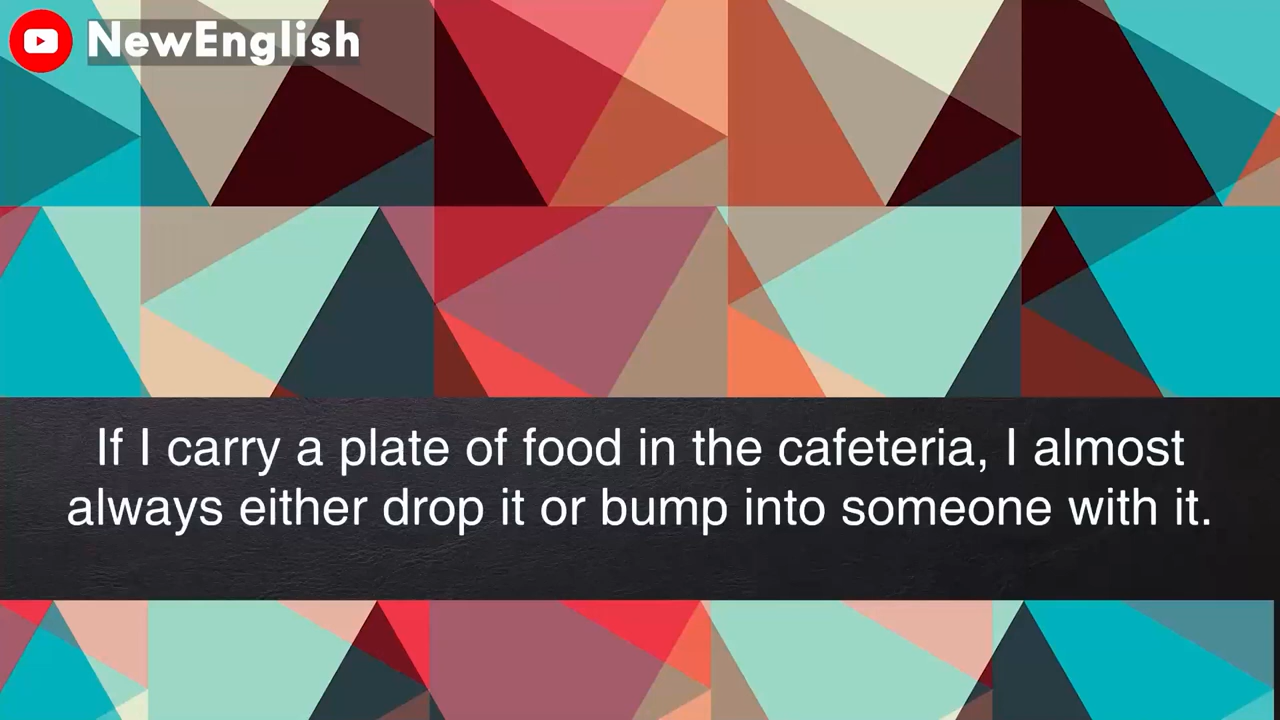 NewEnglish
If I carry a plate of food in the cafeteria, I almost
always either drop it or bump into someone with it.